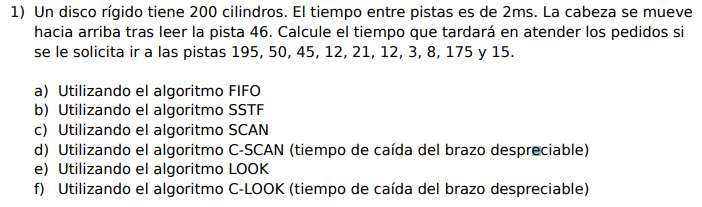 1) Un disco rígido tiene 200 cilindros. El tiempo entre pistas es de 2ms. La cabeza se mueve
hacia arriba tras leer la pista 46. Calcule el tiempo que tardará en atender los pedidos si
se le solicita ir a las pistas 195, 50, 45, 12, 21, 12, 3, 8, 175 y 15.
a) Utilizando el algoritmo FIFO
b) Utilizando el algoritmo SSTF
c) Utilizando el algoritmo SCAN
d) Utilizando el algoritmo C-SCAN (tiempo de caída del brazo despreciable)
e) Utilizando el algoritmo LOOK
f) Utilizando el algoritmo C-LOOK (tiempo de caída del brazo despreciable)